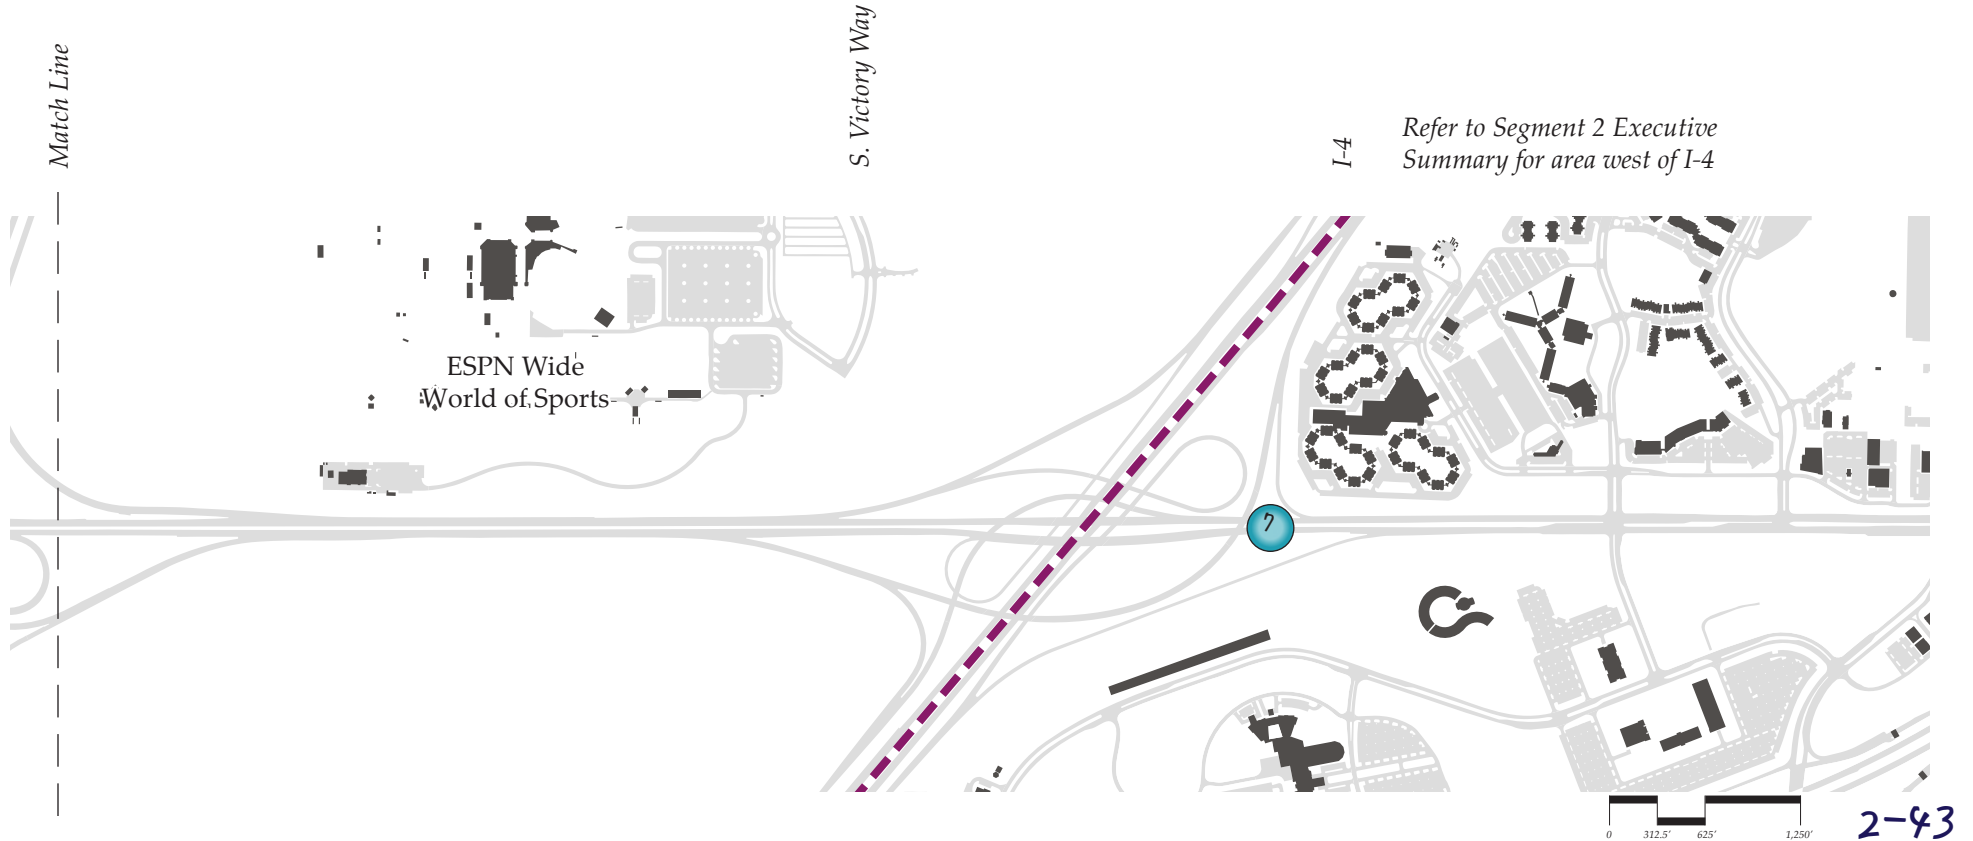 Match Line
S. Victory Way
I-4
Refer to Segment 2 Executive
Summary for area west of I-4
ESPN Wide
World of Sports
7
0 312.5' 625' 1,250'
2-43